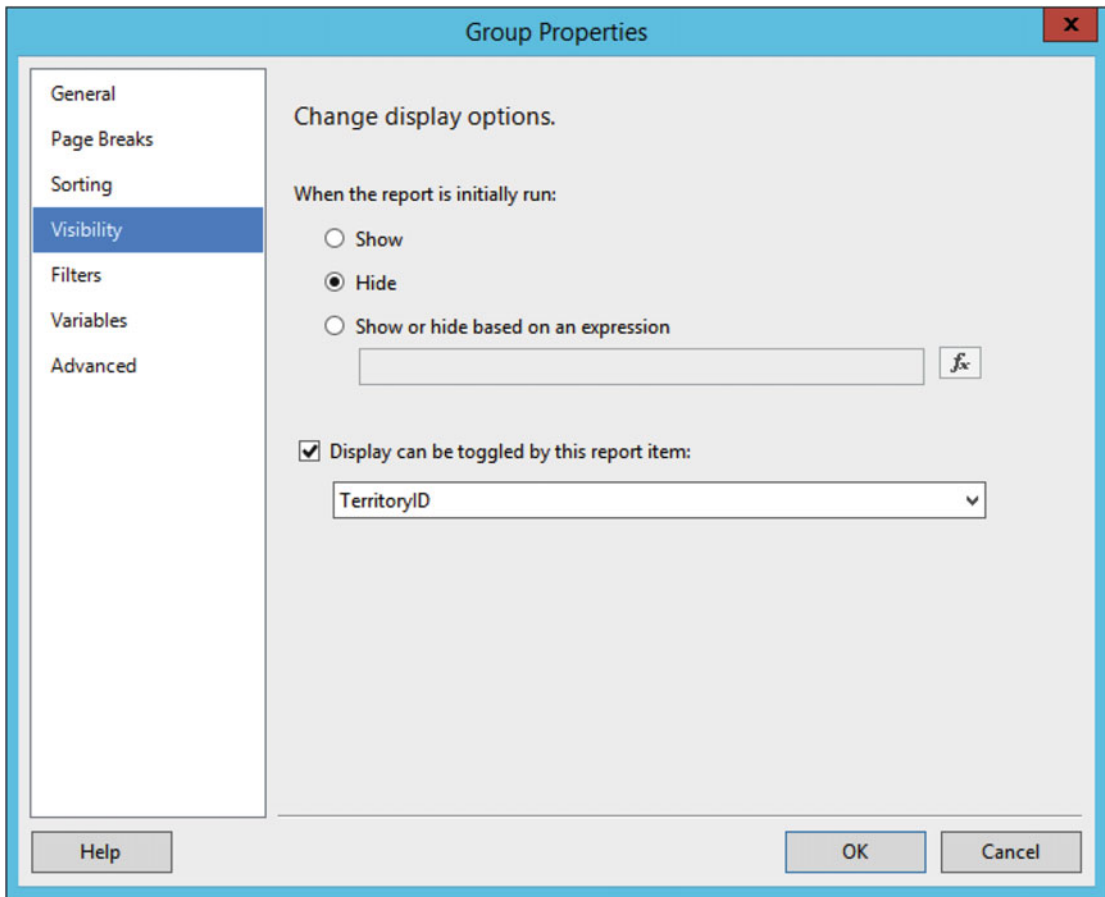 Group Properties
x
General
Page Breaks
Sorting
Visibility
Filters
Variables
Advanced
Change display options.
When the report is initially run:
Show
Hide
Show or hide based on an expression
fx
Display can be toggled by this report item:
TerritoryID
Help
OK
Cancel